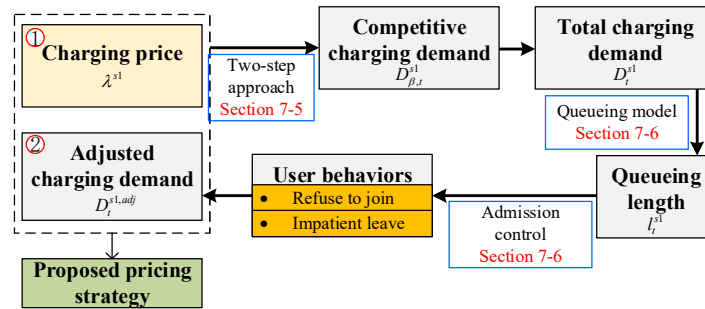 ①
Charging price
λ^{s1}
Two-step
approach
Section 7-5
Competitive
charging demand
D_{β,t}^{s1}
Total charging
demand
D_t^{s1}
Queueing model
Section 7-6
Queueing
length
l_t^{s1}
Admission
control
Section 7-6
User behaviors
• Refuse to join
• Impatient leave
②
Adjusted
charging demand
D_t^{s1,adj}
Proposed pricing
strategy